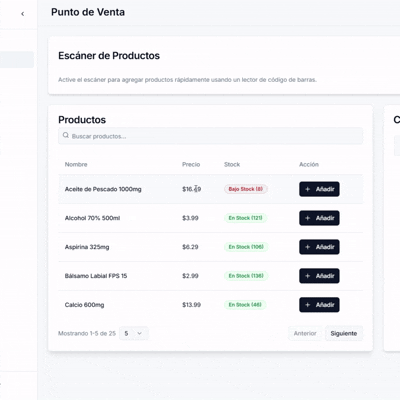 Punto de Venta
Escáner de Productos
Active el escáner para agregar productos rápidamente usando un lector de código de barras.
Productos
Buscar productos...
Nombre Precio Stock Acción
Aceite de Pescado 1000mg Bajo Stock (8) + Añadir
Alcohol 70% 500ml $3.99 En Stock (121) + Añadir
Aspirina 325mg $6.29 En Stock (106) + Añadir
Bálsamo Labial FPS 15 $2.99 En Stock (136) + Añadir
Calcio 600mg $13.99 En Stock (46) + Añadir
Mostrando 1-5 de 25 5 Anterior Siguiente